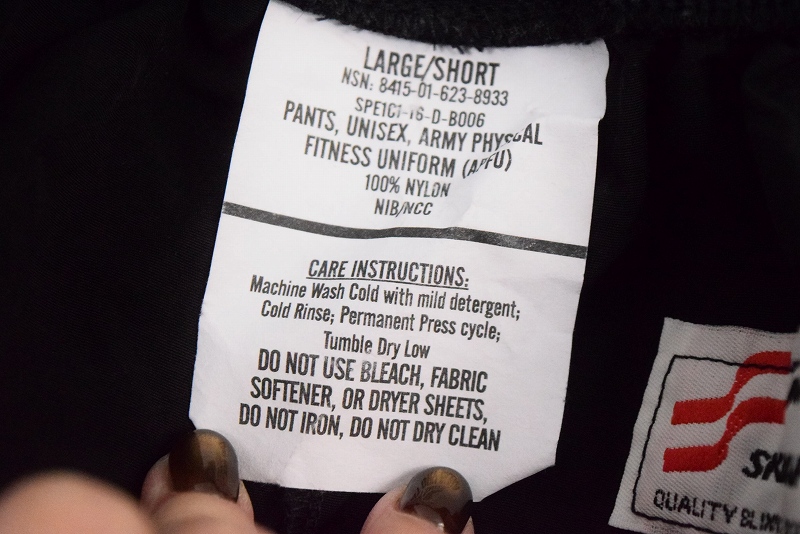 LARGE/SHORT
NSN: 8415-01-623-8933
SPE1C1-16-D-B006
PANTS, UNISEX, ARMY PHYSICAL
FITNESS UNIFORM (APFU)
100% NYLON
NIB/NCC
CARE INSTRUCTIONS:
Machine Wash Cold with mild detergent;
Cold Rinse; Permanent Press cycle;
Tumble Dry Low
DO NOT USE BLEACH, FABRIC
SOFTENER, OR DRYER SHEETS,
DO NOT IRON, DO NOT DRY CLEAN
QUALITY